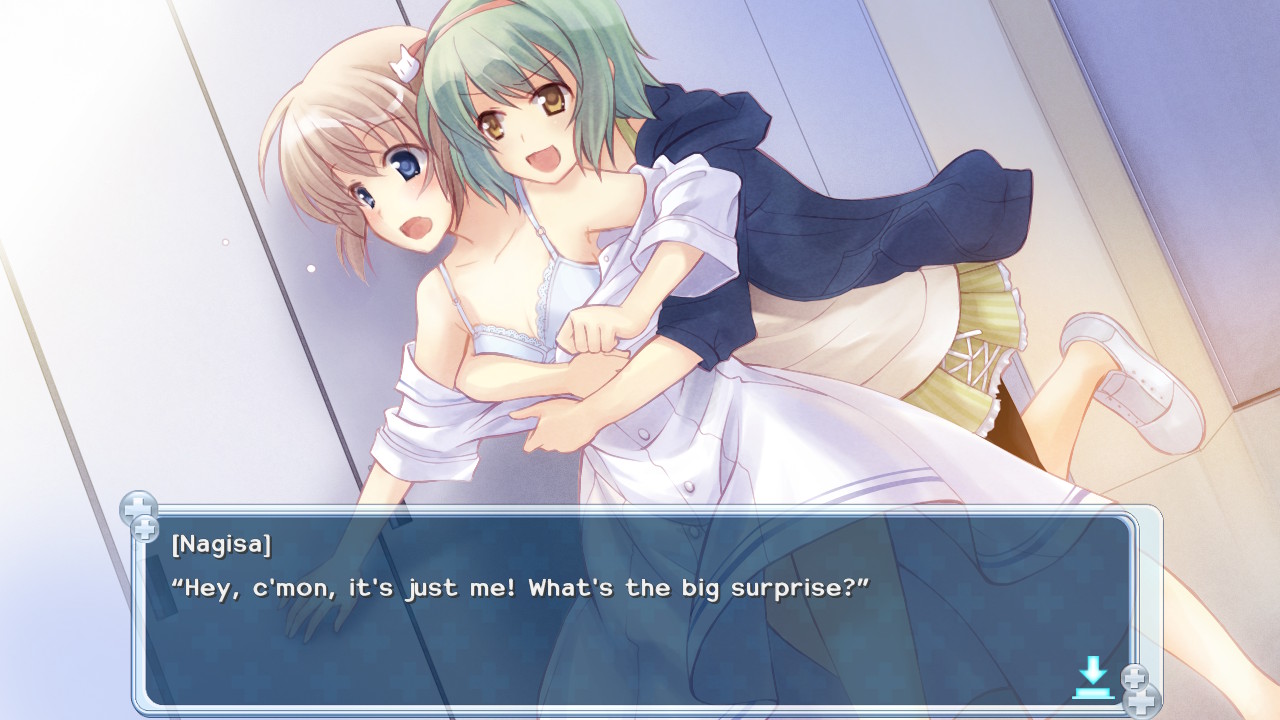 [Nagisa]
“Hey, c'mon, it's just me! What's the big surprise?”